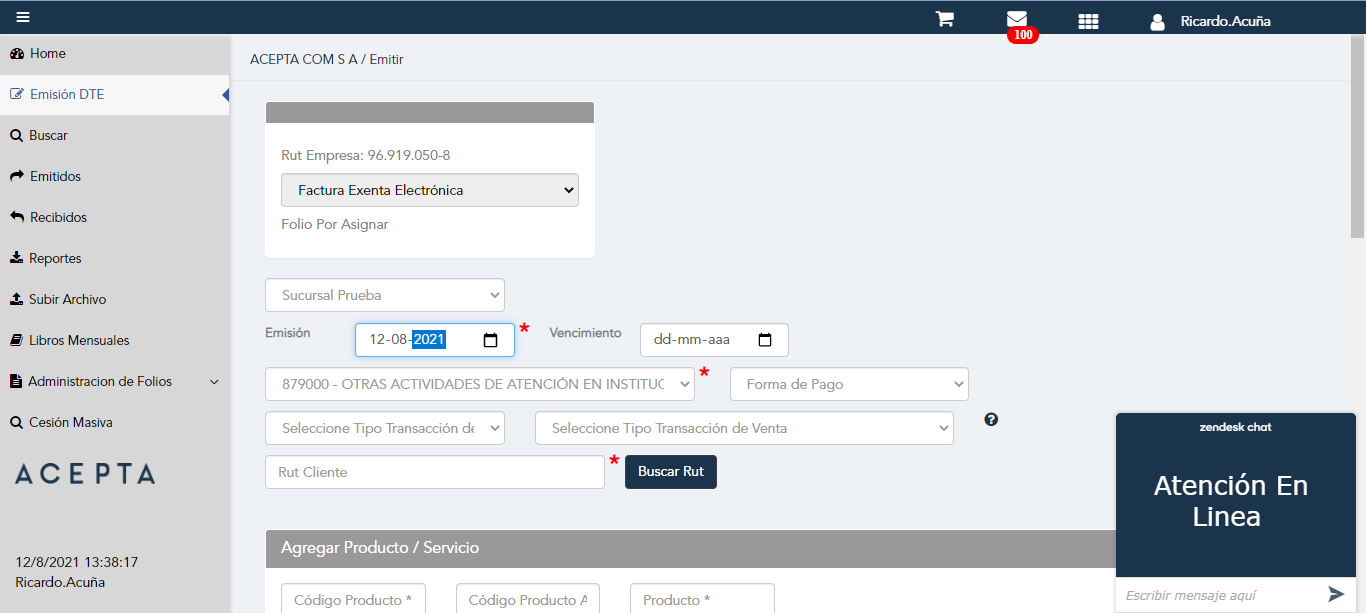 100
Ricardo.Acuña
Home
Emisión DTE
Buscar
Emitidos
Recibidos
Reportes
Subir Archivo
Libros Mensuales
Administracion de Folios
Cesión Masiva
ACEPTA
12/8/2021 13:38:17
Ricardo.Acuña
ACEPTA COM S A / Emitir
Rut Empresa: 96.919.050-8
Factura Exenta Electrónica
Folio Por Asignar
Sucursal Prueba
Emisión 12-08-2021 * Vencimiento dd-mm-aaa
879000 - OTRAS ACTIVIDADES DE ATENCIÓN EN INSTITUC * Forma de Pago
Seleccione Tipo Transacción de Seleccione Tipo Transacción de Venta ?
Rut Cliente * Buscar Rut
Agregar Producto / Servicio
Código Producto * Código Producto A Producto *
zendesk chat
Atención En
Linea
Escribir mensaje aquí